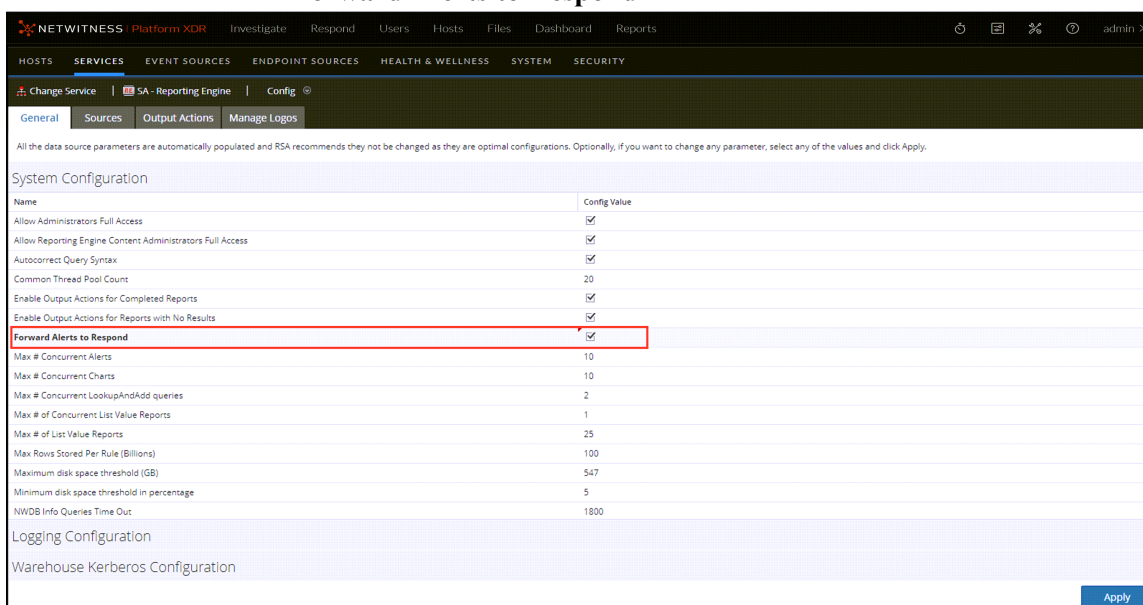 NETWITNESS Platform XDR Investigate Respond Users Hosts Files Dashboard Reports admin
HOSTS SERVICES EVENT SOURCES ENDPOINT SOURCES HEALTH & WELLNESS SYSTEM SECURITY
Change Service SA - Reporting Engine Config
General Sources Output Actions Manage Logos
All the data source parameters are automatically populated and RSA recommends they not be changed as they are optimal configurations. Optionally, if you want to change any parameter, select any of the values and click Apply.
System Configuration
Name Config Value
Allow Administrators Full Access
Allow Reporting Engine Content Administrators Full Access
Autocorrect Query Syntax
Common Thread Pool Count 20
Enable Output Actions for Completed Reports
Enable Output Actions for Reports with No Results
Forward Alerts to Respond
Max # Concurrent Alerts 10
Max # Concurrent Charts 10
Max # Concurrent LookupAndAdd queries 2
Max # of Concurrent List Value Reports 1
Max # of List Value Reports 25
Max Rows Stored Per Rule (Billions) 100
Maximum disk space threshold (GB) 547
Minimum disk space threshold in percentage 5
NWDB Info Queries Time Out 1800
Logging Configuration
Warehouse Kerberos Configuration
Apply